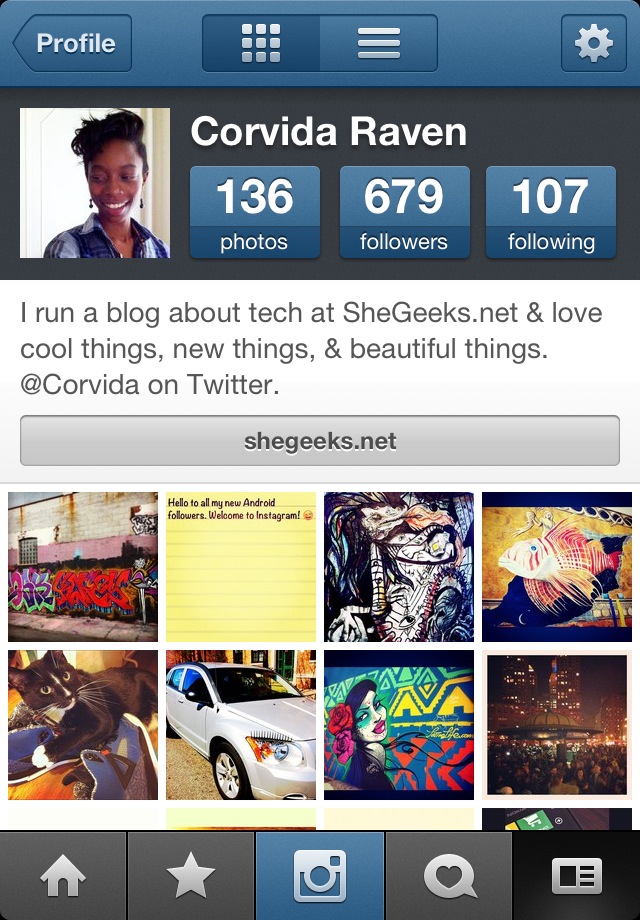 Profile
Corvida Raven
136
photos
679
followers
107
following
I run a blog about tech at SheGeeks.net & love
cool things, new things, & beautiful things.
@Corvida on Twitter.
shegeeks.net
Hello to all my new Android
followers. Welcome to Instagram! 😄